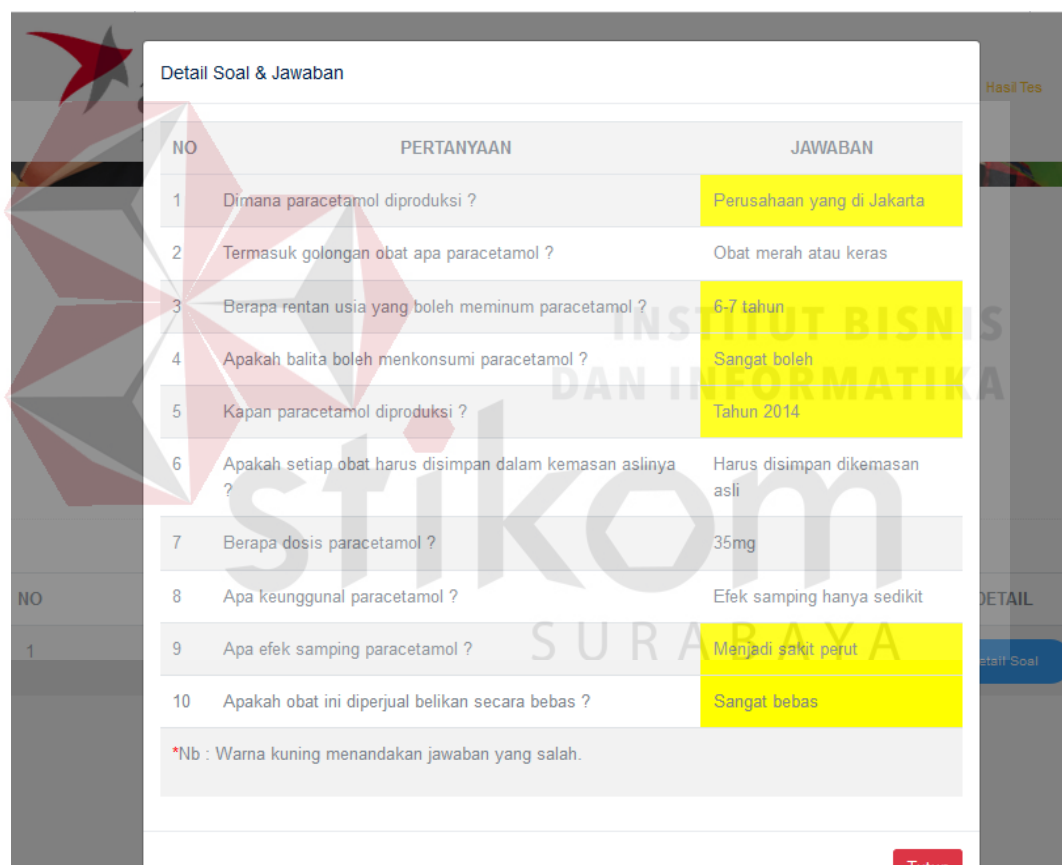 Detail Soal & Jawaban
Hasil Tes
NO PERTANYAAN JAWABAN
1 Dimana paracetamol diproduksi ? Perusahaan yang di Jakarta
2 Termasuk golongan obat apa paracetamol ? Obat merah atau keras
3 Berapa rentan usia yang boleh meminum paracetamol ? 6-7 tahun
4 Apakah balita boleh menkonsumi paracetamol ? Sangat boleh
5 Kapan paracetamol diproduksi ? Tahun 2014
6 Apakah setiap obat harus disimpan dalam kemasan aslinya Harus disimpan dikemasan
? asli
7 Berapa dosis paracetamol ? 35mg
8 Apa keunggunal paracetamol ? Efek samping hanya sedikit
9 Apa efek samping paracetamol ? Menjadi sakit perut
10 Apakah obat ini diperjual belikan secara bebas ? Sangat bebas
*Nb : Warna kuning menandakan jawaban yang salah.
NO DETAIL
1 etail Soal
INSTITUT BISNIS
DAN INFORMATIKA
stikom
SURABAYA